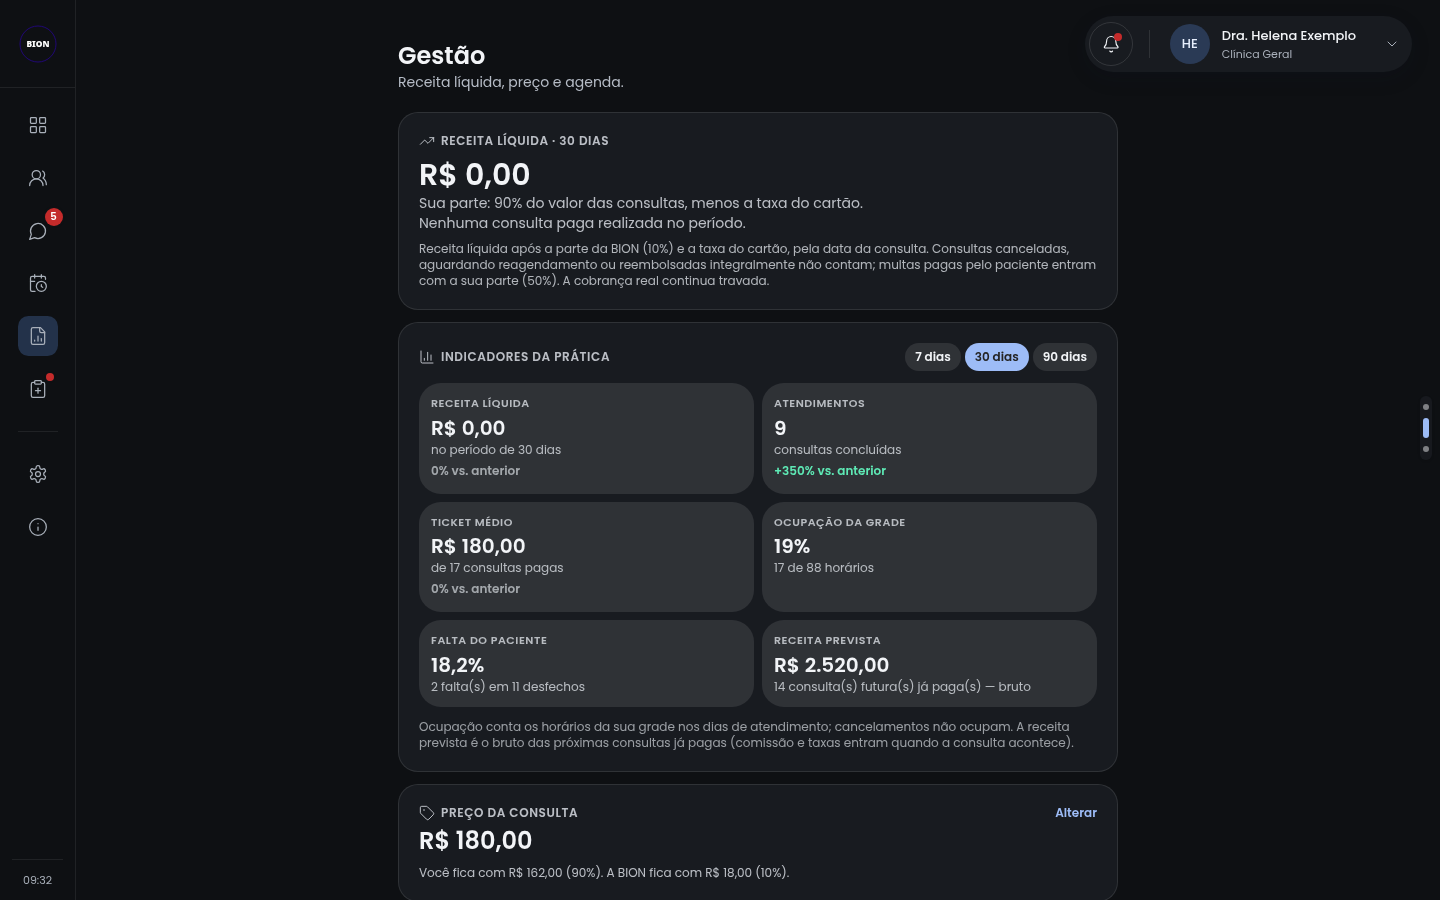 BION
Gestão
Receita líquida, preço e agenda.
HE
Dra. Helena Exemplo
Clínica Geral
5
RECEITA LÍQUIDA · 30 DIAS
R$ 0,00
Sua parte: 90% do valor das consultas, menos a taxa do cartão.
Nenhuma consulta paga realizada no período.
Receita líquida após a parte da BION (10%) e a taxa do cartão, pela data da consulta. Consultas canceladas,
aguardando reagendamento ou reembolsadas integralmente não contam; multas pagas pelo paciente entram
com a sua parte (50%). A cobrança real continua travada.
INDICADORES DA PRÁTICA
7 dias
30 dias
90 dias
RECEITA LÍQUIDA
R$ 0,00
no período de 30 dias
0% vs. anterior
ATENDIMENTOS
9
consultas concluídas
+350% vs. anterior
TICKET MÉDIO
R$ 180,00
de 17 consultas pagas
0% vs. anterior
OCUPAÇÃO DA GRADE
19%
17 de 88 horários
FALTA DO PACIENTE
18,2%
2 falta(s) em 11 desfechos
RECEITA PREVISTA
R$ 2.520,00
14 consulta(s) futura(s) já paga(s) — bruto
Ocupação conta os horários da sua grade nos dias de atendimento; cancelamentos não ocupam. A receita
prevista é o bruto das próximas consultas já pagas (comissão e taxas entram quando a consulta acontece).
PREÇO DA CONSULTA
Alterar
R$ 180,00
Você fica com R$ 162,00 (90%). A BION fica com R$ 18,00 (10%).
09:32